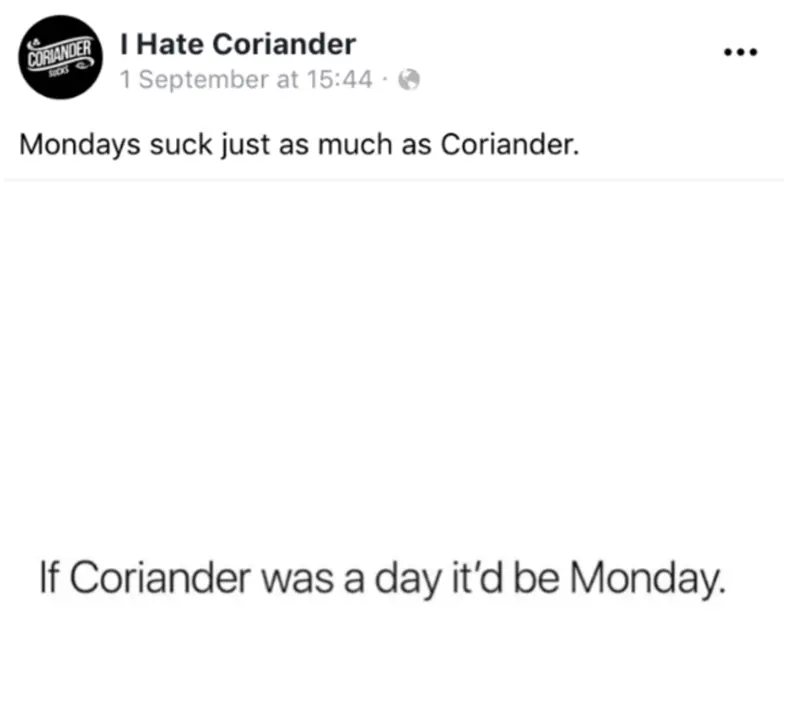 CORIANDER
SUCKS
I Hate Coriander
1 September at 15:44 ·
Mondays suck just as much as Coriander.
If Coriander was a day it'd be Monday.